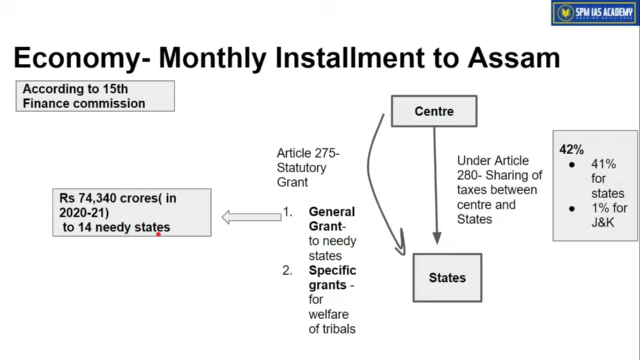 SPM IAS ACADEMY
Economy- Monthly Installment to Assam
According to 15th
Finance commission
Centre
Article 275-
Statutory
Grant
Under Article
280- Sharing of
taxes between
centre and
States
42%
● 41%
for
states
● 1% for
J&K
Rs 74,340 crores( in
2020-21)
to 14 needy states
1. General
Grant-
to needy
states
2. Specific
grants -
for
welfare
of tribals
States